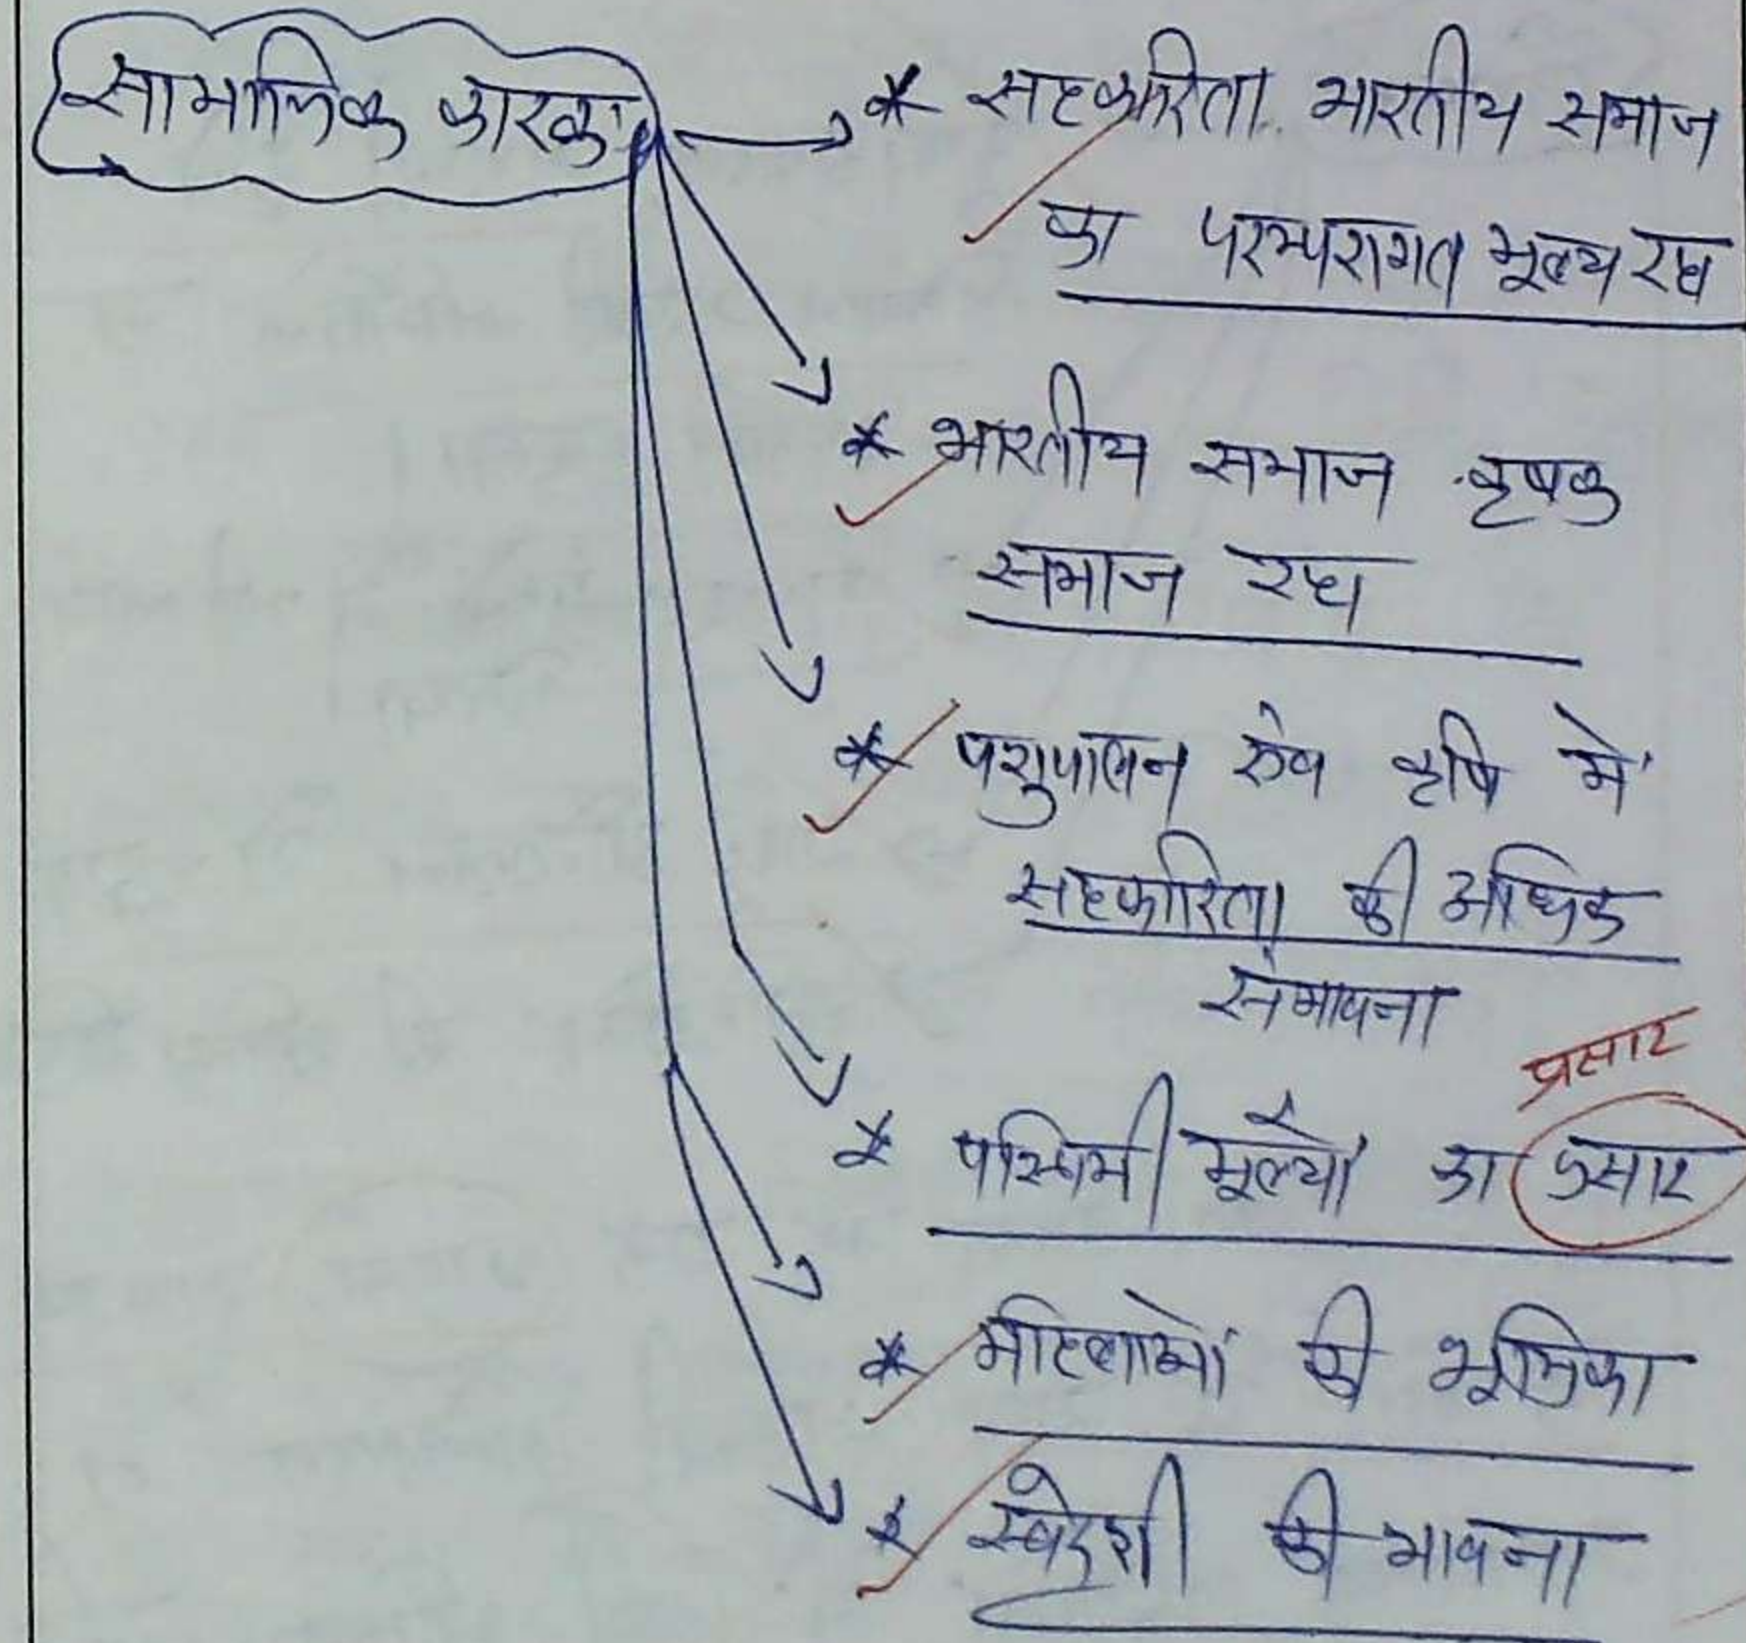 सामाजिक कारक
* सहकारिता भारतीय समाज
का परम्परागत मूल्य रहा
* भारतीय समाज कृषक
समाज रहा
* पशुपालन एव कृषि में
सहकारिता की अधिक
संभावना
प्रसार
* पश्चिमी मूल्यों का प्रसार
* महिलाओं की भूमिका
* स्वदेशी की भावना